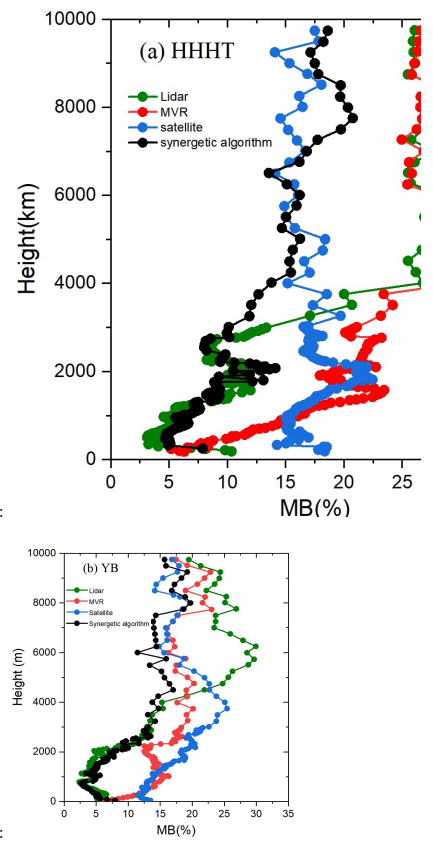 10000
(a) HHHT
Lidar
MVR
satellite
synergetic algorithm
8000
6000
4000
2000
0
Height(km)
0 5 10 15 20 25
MB(%)
:
10000
(b) YB
Lidar
MVR
Satellite
Synergetic algorithm
8000
6000
4000
2000
0
Height (m)
0 5 10 15 20 25 30 35
MB(%)
: